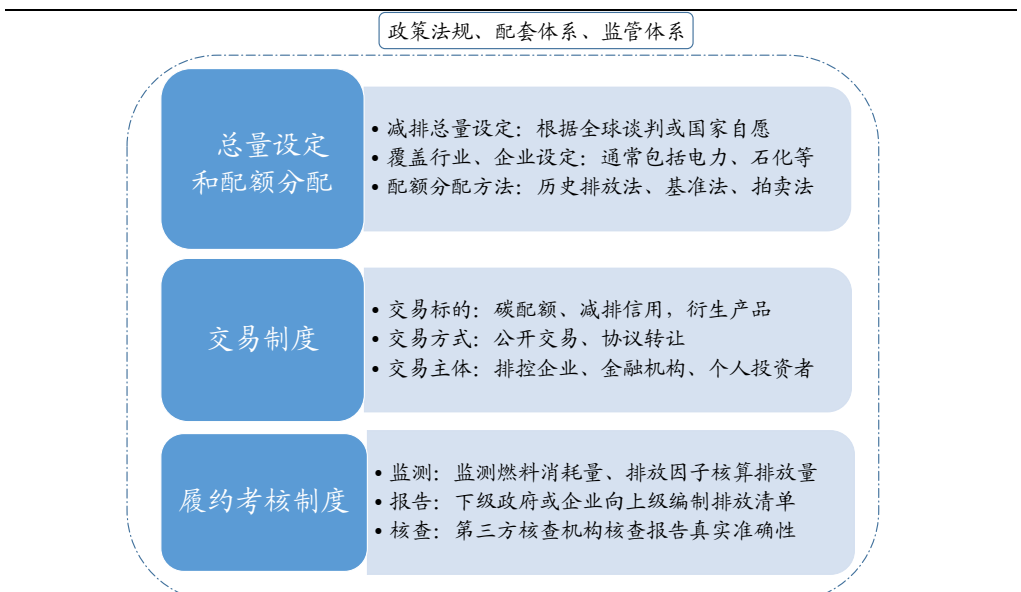 政策法规、配套体系、监管体系
总量设定
和配额分配
• 减排总量设定：根据全球谈判或国家自愿
• 覆盖行业、企业设定：通常包括电力、石化等
• 配额分配方法：历史排放法、基准法、拍卖法
交易制度
• 交易标的：碳配额、减排信用，衍生产品
• 交易方式：公开交易、协议转让
• 交易主体：排控企业、金融机构、个人投资者
履约考核制度
• 监测：监测燃料消耗量、排放因子核算排放量
• 报告：下级政府或企业向上级编制排放清单
• 核查：第三方核查机构核查报告真实准确性